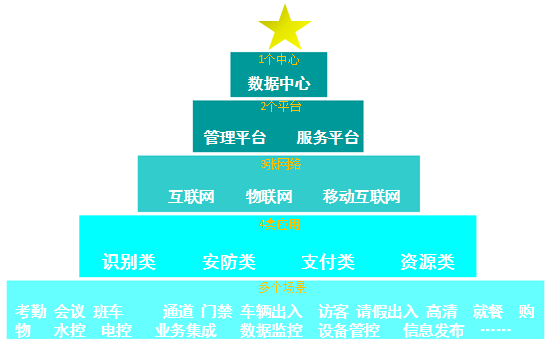 1个中心
数据中心
2个平台
管理平台 服务平台
3张网络
互联网 物联网 移动互联网
4类应用
识别类 安防类 支付类 资源类
多个场景
考勤 会议 班车 通道 门禁 车辆出入 访客 请假出入 高清 就餐 购
物 水控 电控 业务集成 数据监控 设备管控 信息发布 ……